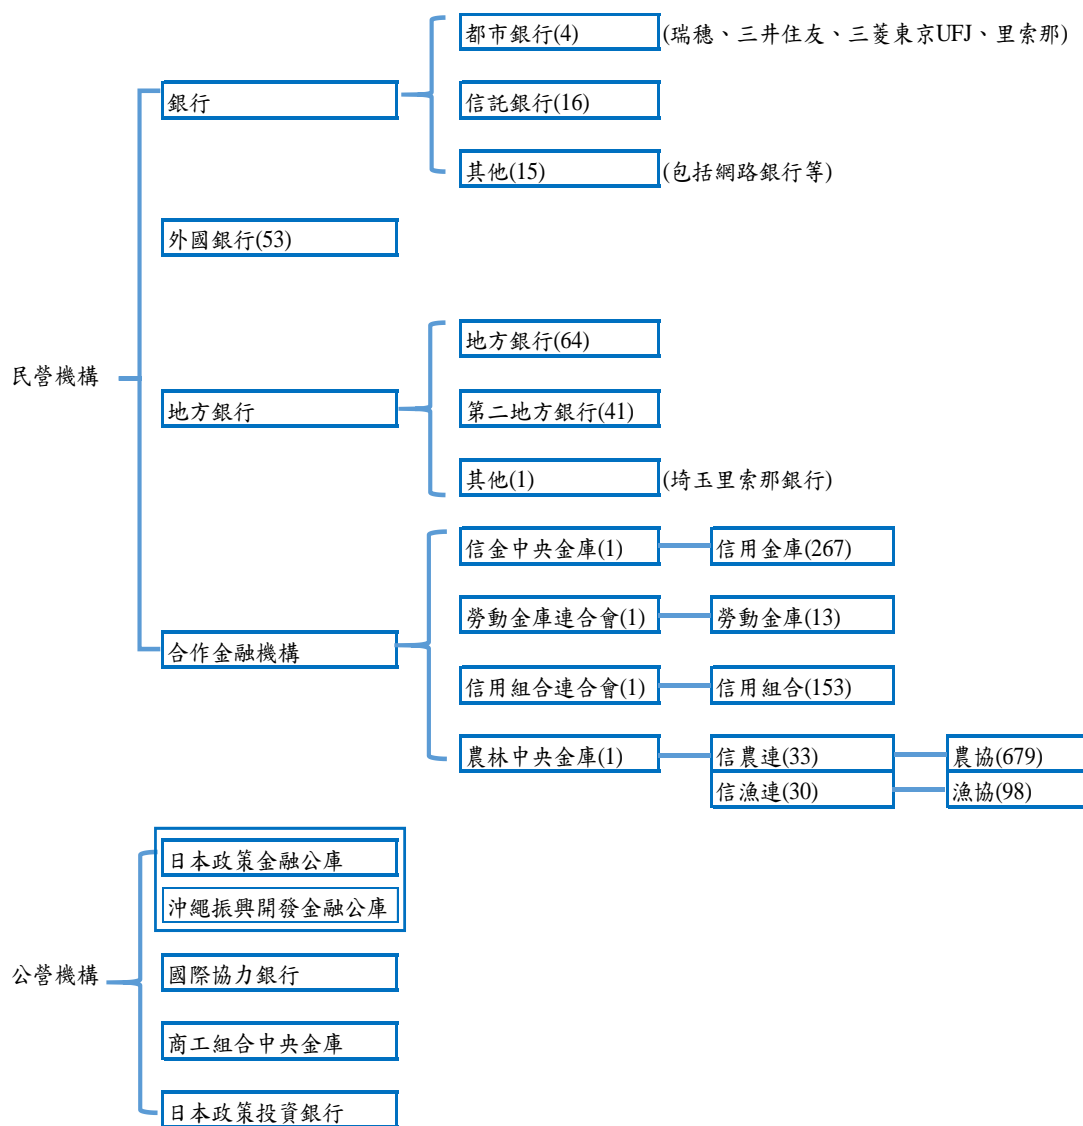 都市銀行(4) (瑞穗、三井住友、三菱東京UFJ、里索那)
銀行
信託銀行(16)
其他(15) (包括網路銀行等)
外國銀行(53)
地方銀行(64)
民營機構
地方銀行
第二地方銀行(41)
其他(1) (埼玉里索那銀行)
信金中央金庫(1) 信用金庫(267)
勞動金庫連合會(1) 勞動金庫(13)
合作金融機構
信用組合連合會(1) 信用組合(153)
農林中央金庫(1) 信農連(33) 農協(679)
信漁連(30) 漁協(98)
日本政策金融公庫
沖繩振興開發金融公庫
公營機構
國際協力銀行
商工組合中央金庫
日本政策投資銀行